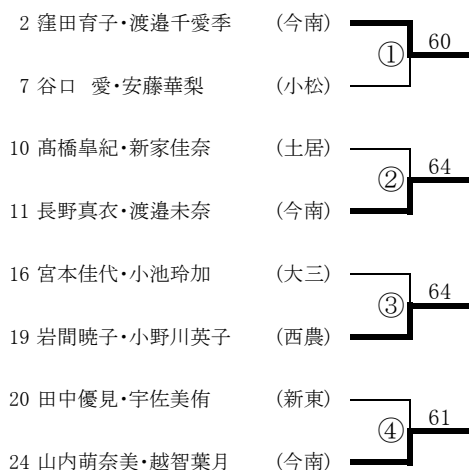 2 窪田育子・渡邉千愛季 (今南)
① 60
7 谷口 愛・安藤華梨 (小松)
10 髙橋皐紀・新家佳奈 (土居)
② 64
11 長野真衣・渡邉未奈 (今南)
16 宮本佳代・小池玲加 (大三)
③ 64
19 岩間暁子・小野川英子 (西農)
20 田中優見・宇佐美侑 (新東)
④ 61
24 山内萌奈美・越智葉月 (今南)